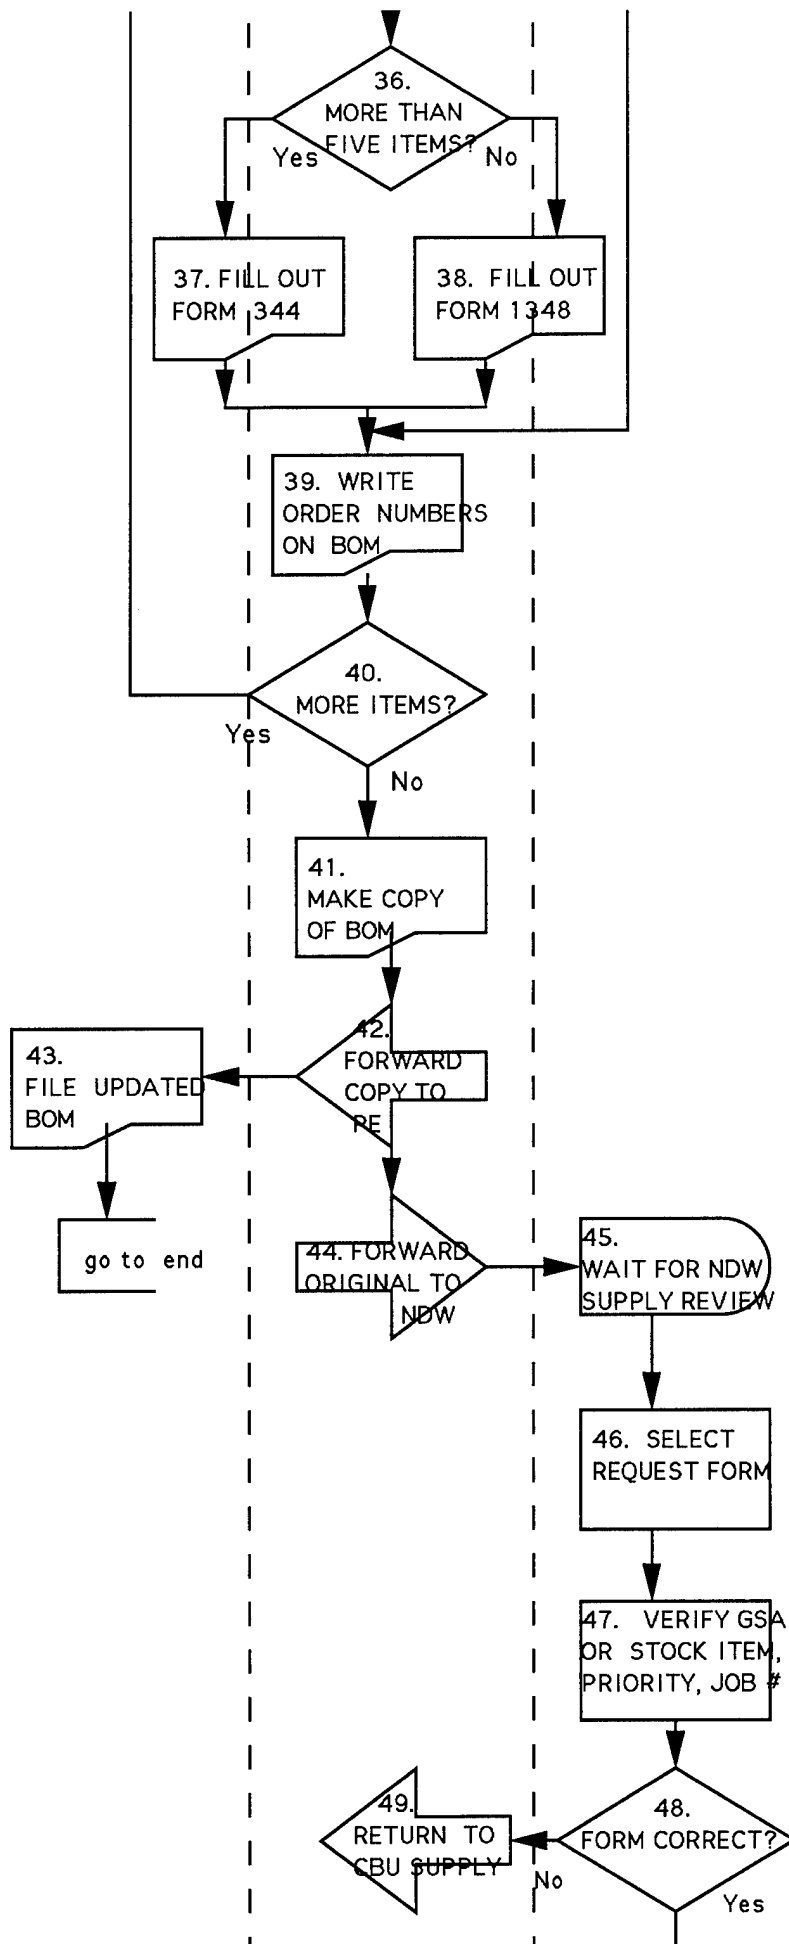 36.
MORE THAN
FIVE ITEMS?
Yes
No
37. FILL OUT
FORM 344
38. FILL OUT
FORM 1348
39. WRITE
ORDER NUMBERS
ON BOM
40.
MORE ITEMS?
Yes
No
41.
MAKE COPY
OF BOM
42.
FORWARD
COPY TO
PE
43.
FILE UPDATED
BOM
go to end
44. FORWARD
ORIGINAL TO
NDW
45.
WAIT FOR NDW
SUPPLY REVIEW
46. SELECT
REQUEST FORM
47. VERIFY GSA
OR STOCK ITEM,
PRIORITY, JOB #
48.
FORM CORRECT?
No
Yes
49.
RETURN TO
CBU SUPPLY